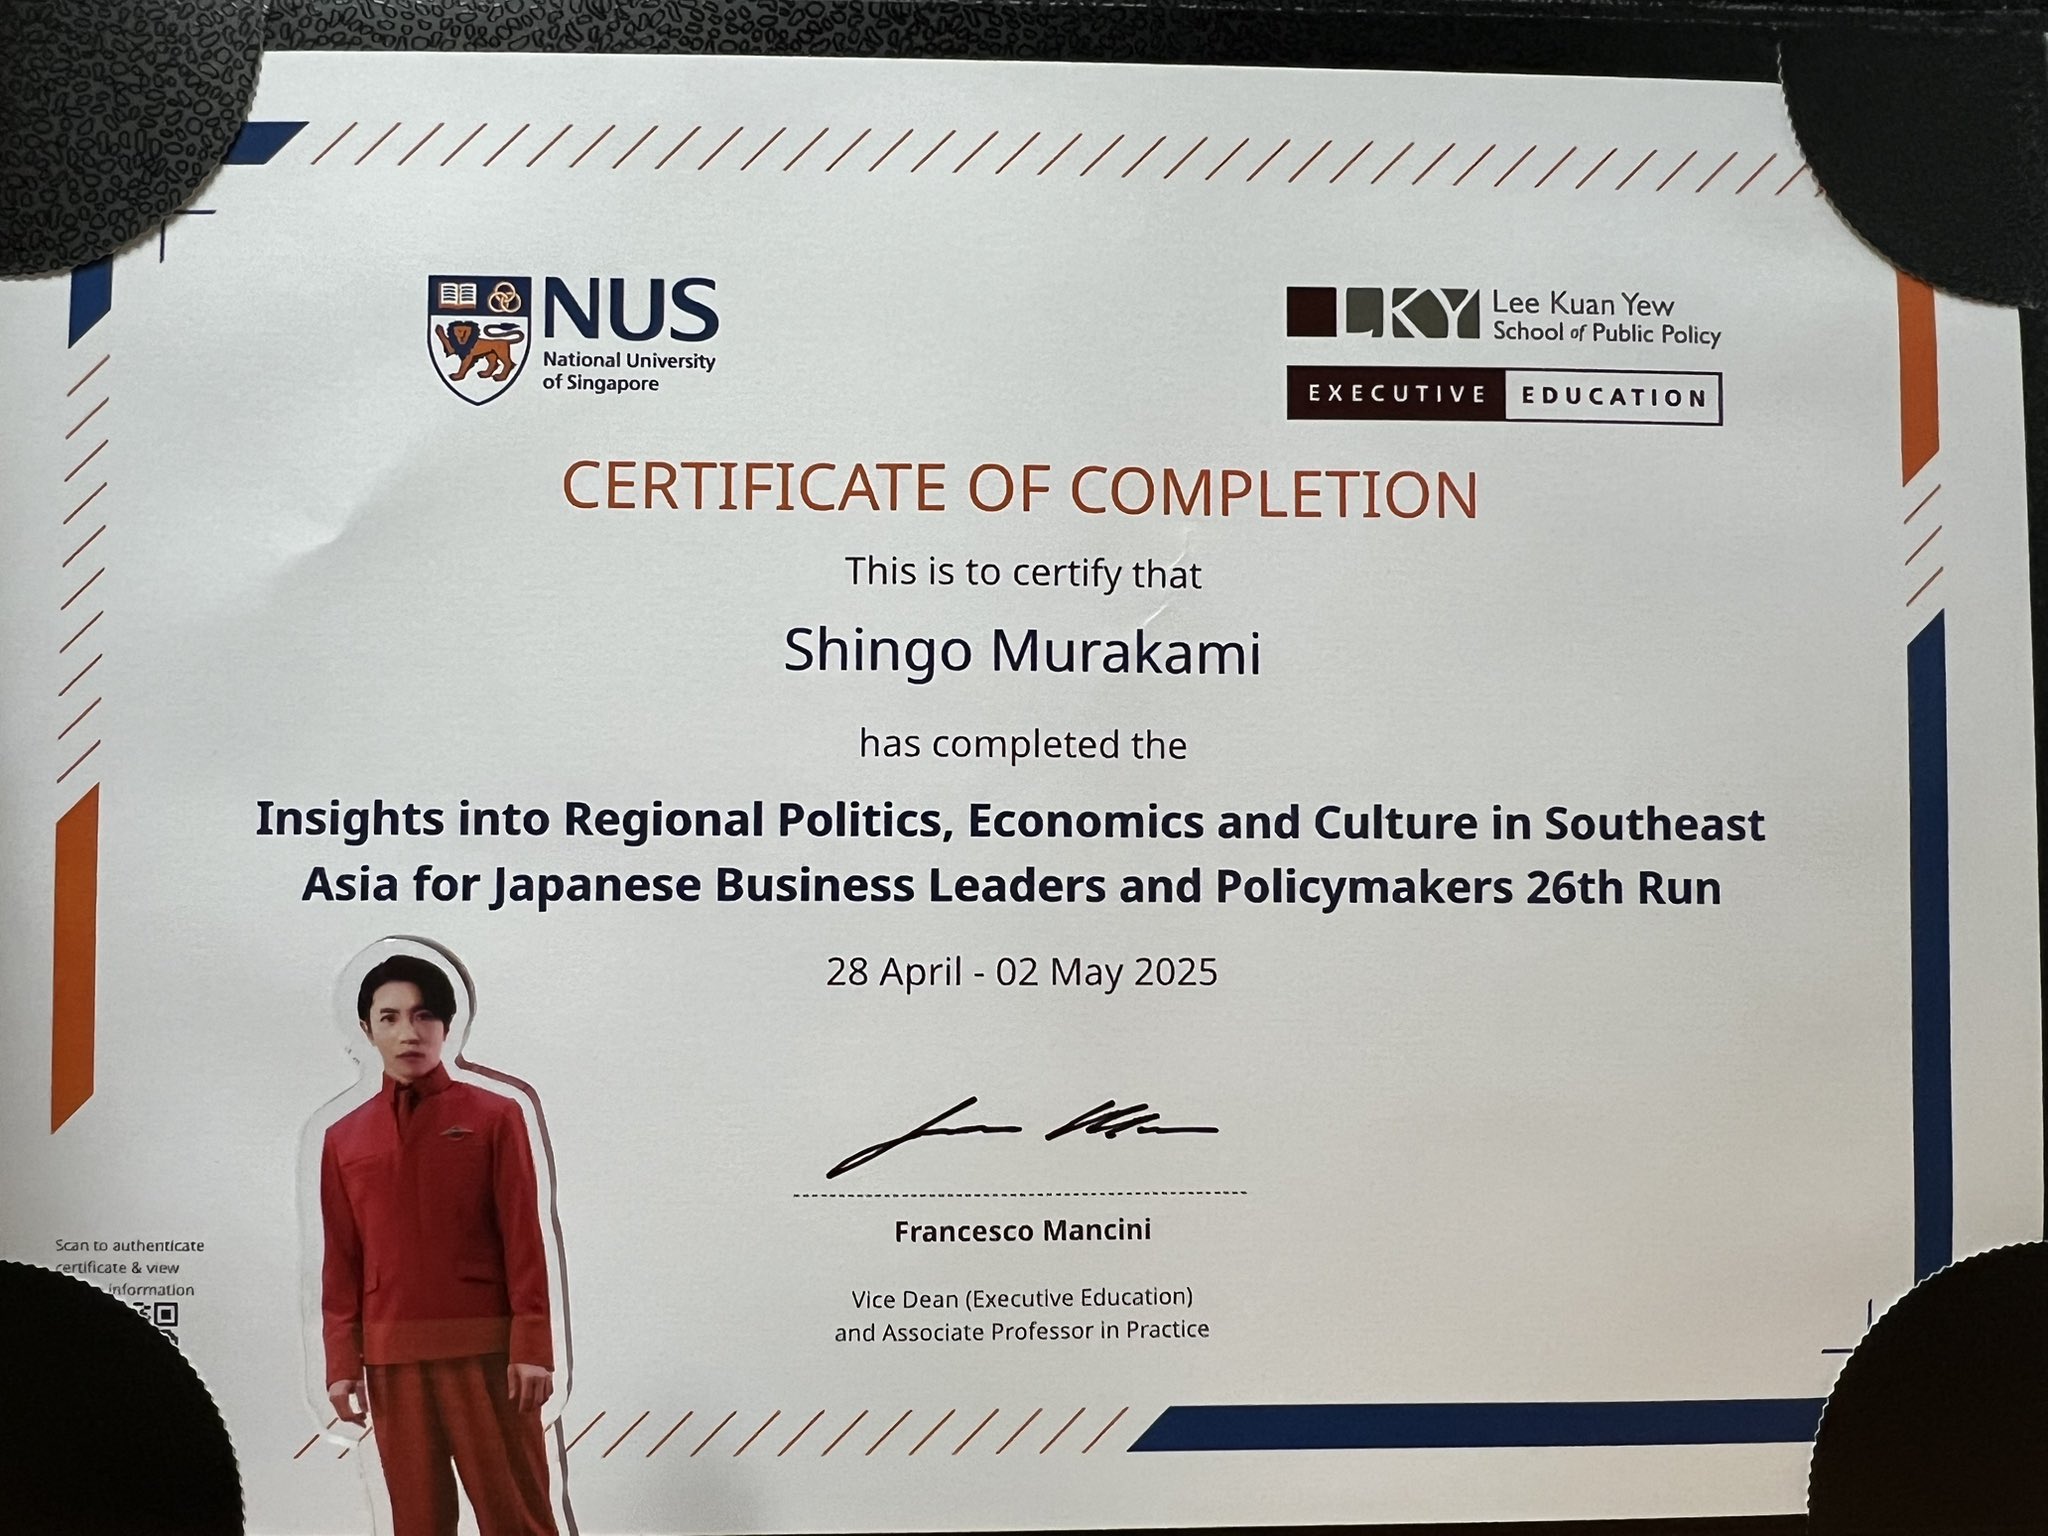 NUS
National University
of Singapore
LKY
Lee Kuan Yew
School of Public Policy
EXECUTIVE EDUCATION
CERTIFICATE OF COMPLETION
This is to certify that
Shingo Murakami
has completed the
Insights into Regional Politics, Economics and Culture in Southeast
Asia for Japanese Business Leaders and Policymakers 26th Run
28 April - 02 May 2025
Francesco Mancini
Vice Dean (Executive Education)
and Associate Professor in Practice
Scan to authenticate
certificate & view
information